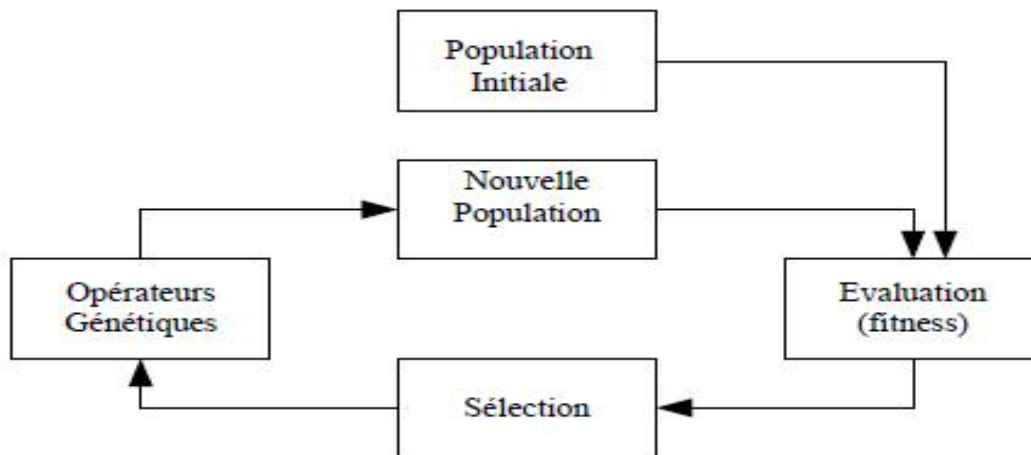 Population
Initiale
Nouvelle
Population
Opérateurs
Génétiques
Evaluation
(fitness)
Sélection